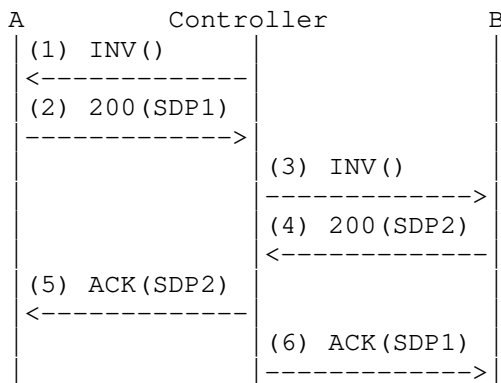 A Controller B
(1) INV()
(2) 200(SDP1)
(3) INV()
(4) 200(SDP2)
(5) ACK(SDP2)
(6) ACK(SDP1)